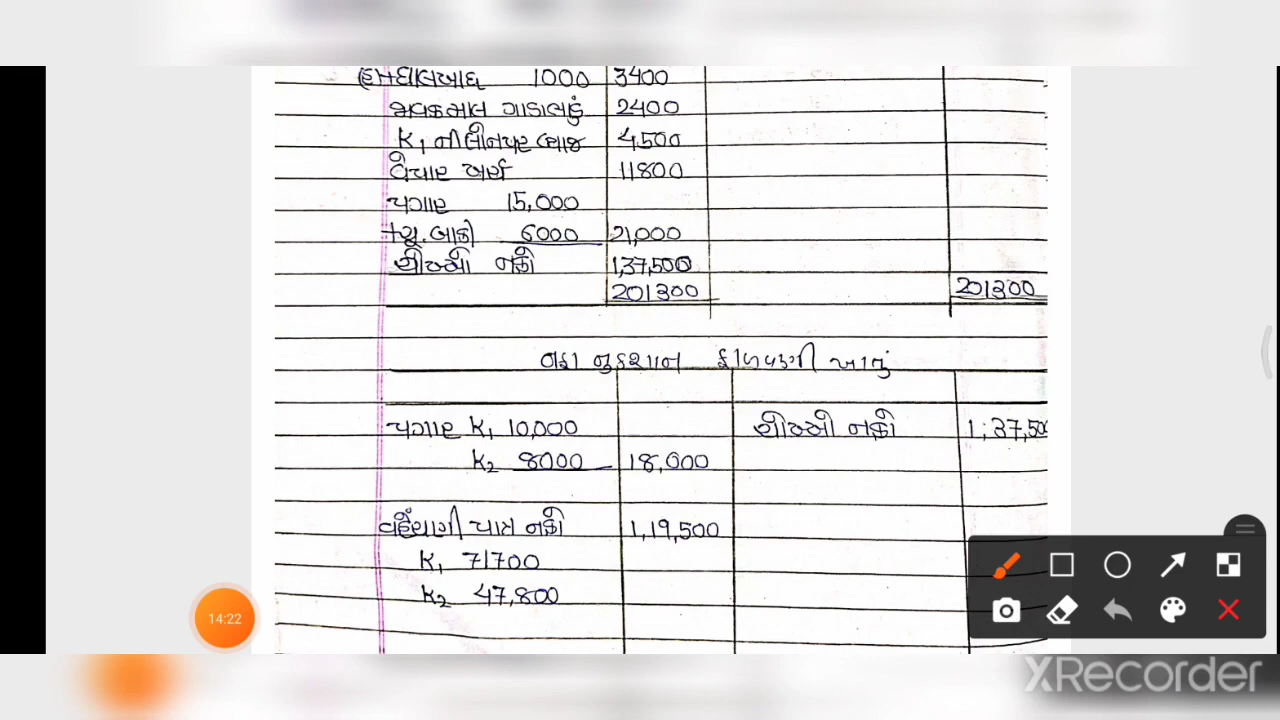 ઘાલખાધ 1000 3400
જાવકમાલ ગાડાભાડું 2400
K1 ની લોન પર વ્યાજ 4500
વેચાણ ખર્ચ 11800
પગાર 15,000
+ચૂ. બાકી 6000 21,000
ચોખ્ખો નફો 1,37,500
201300 201300
નફા નુકશાન ફાળવણી ખાતું
પગાર K1 10,000 ચોખ્ખો નફો 1,37,500
K2 8000 18,000
વહેંચણી પાત્ર નફો 1,19,500
K1 71700
K2 47,800
14:22
XRecorder